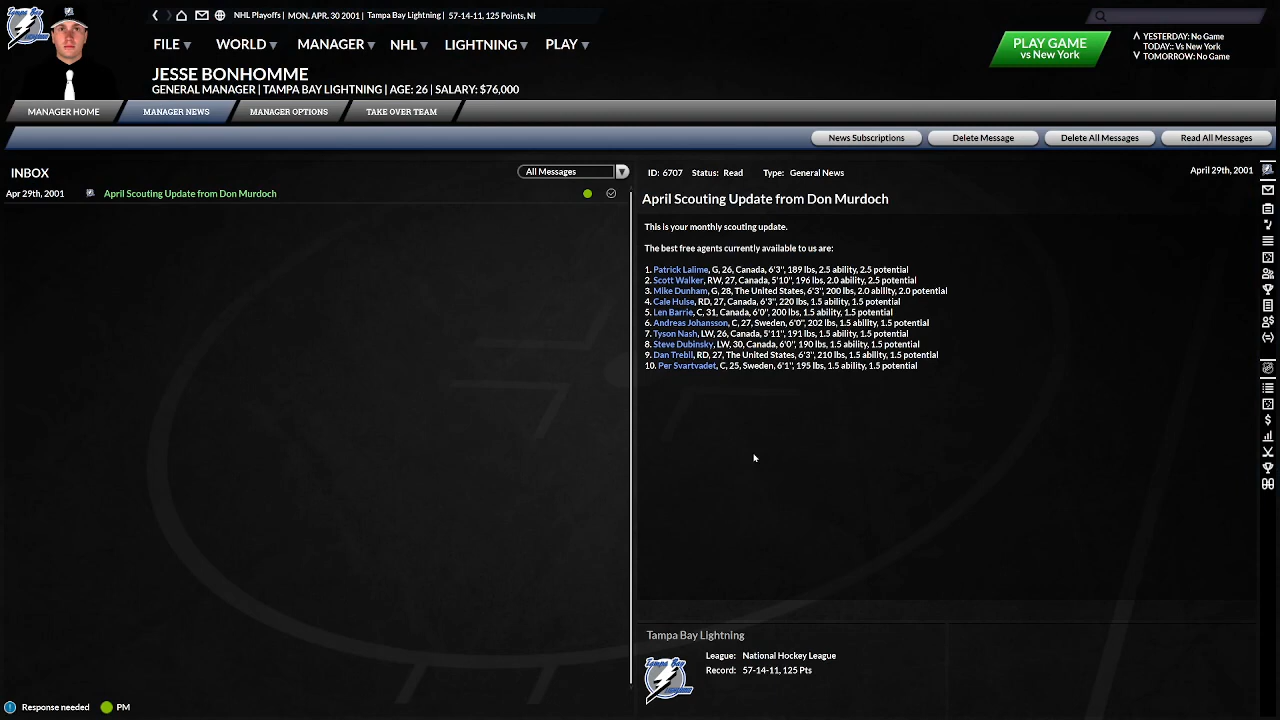 NHL Playoffs | MON. APR. 30 2001 | Tampa Bay Lightning | 57-14-11, 125 Points, NH
FILE WORLD MANAGER NHL LIGHTNING PLAY
PLAY GAME
vs New York
YESTERDAY: No Game
TODAY:: Vs New York
TOMORROW: No Game
JESSE BONHOMME
GENERAL MANAGER | TAMPA BAY LIGHTNING | AGE: 26 | SALARY: $76,000
MANAGER HOME MANAGER NEWS MANAGER OPTIONS TAKE OVER TEAM
News Subscriptions Delete Message Delete All Messages Read All Messages
INBOX All Messages
Apr 29th, 2001 April Scouting Update from Don Murdoch
ID: 6707 Status: Read Type: General News April 29th, 2001
April Scouting Update from Don Murdoch
This is your monthly scouting update.
The best free agents currently available to us are:
1. Patrick Lalime, G, 26, Canada, 6'3", 189 lbs, 2.5 ability, 2.5 potential
2. Scott Walker, RW, 27, Canada, 5'10", 196 lbs, 2.0 ability, 2.5 potential
3. Mike Dunham, G, 28, The United States, 6'3", 200 lbs, 2.0 ability, 2.0 potential
4. Cale Hulse, RD, 27, Canada, 6'3", 220 lbs, 1.5 ability, 1.5 potential
5. Len Barrie, C, 31, Canada, 6'0", 200 lbs, 1.5 ability, 1.5 potential
6. Andreas Johansson, C, 27, Sweden, 6'0", 202 lbs, 1.5 ability, 1.5 potential
7. Tyson Nash, LW, 26, Canada, 5'11", 191 lbs, 1.5 ability, 1.5 potential
8. Steve Dubinsky, LW, 30, Canada, 6'0", 190 lbs, 1.5 ability, 1.5 potential
9. Dan Trebil, RD, 27, The United States, 6'3", 210 lbs, 1.5 ability, 1.5 potential
10. Per Svartvadet, C, 25, Sweden, 6'1", 195 lbs, 1.5 ability, 1.5 potential
Tampa Bay Lightning
League: National Hockey League
Record: 57-14-11, 125 Pts
Response needed PM